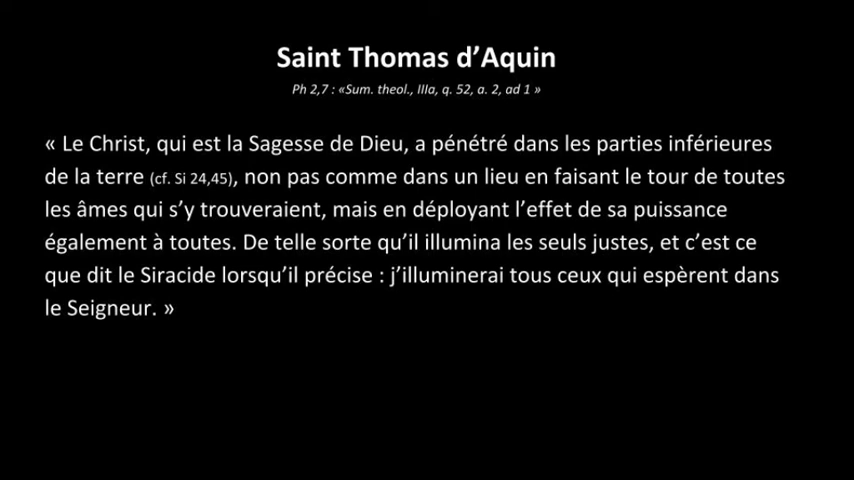 Saint Thomas d’Aquin
Ph 2,7 : «Sum. theol., IIIa, q. 52, a. 2, ad 1 »
« Le Christ, qui est la Sagesse de Dieu, a pénétré dans les parties inférieures
de la terre (cf. Si 24,45), non pas comme dans un lieu en faisant le tour de toutes
les âmes qui s’y trouveraient, mais en déployant l’effet de sa puissance
également à toutes. De telle sorte qu’il illumina les seuls justes, et c’est ce
que dit le Siracide lorsqu’il précise : j’illuminerai tous ceux qui espèrent dans
le Seigneur. »